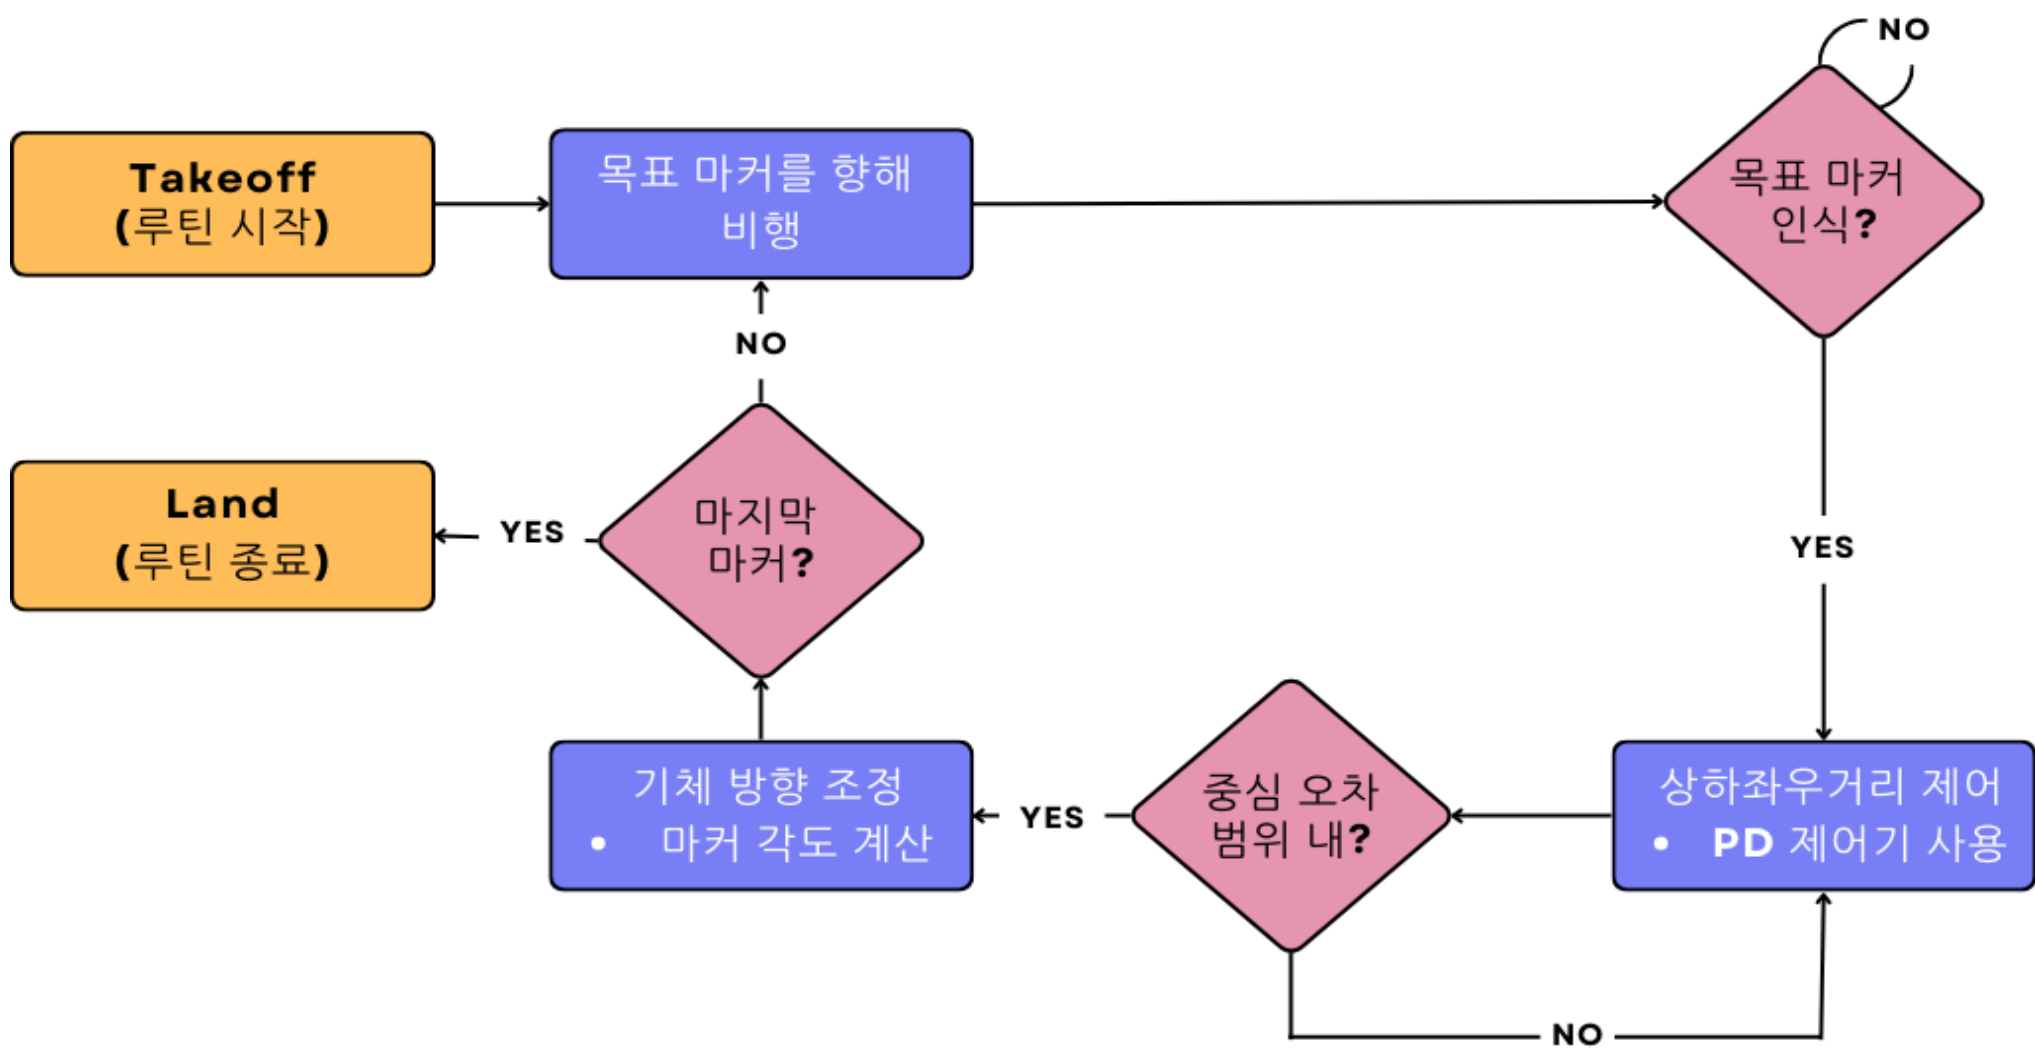 Takeoff
(루틴 시작)
목표 마커를 향해
비행
NO
목표 마커
인식?
NO
YES
Land
(루틴 종료)
YES
마지막
마커?
기체 방향 조정
• 마커 각도 계산
YES
중심 오차
범위 내?
상하좌우거리 제어
• PD 제어기 사용
NO